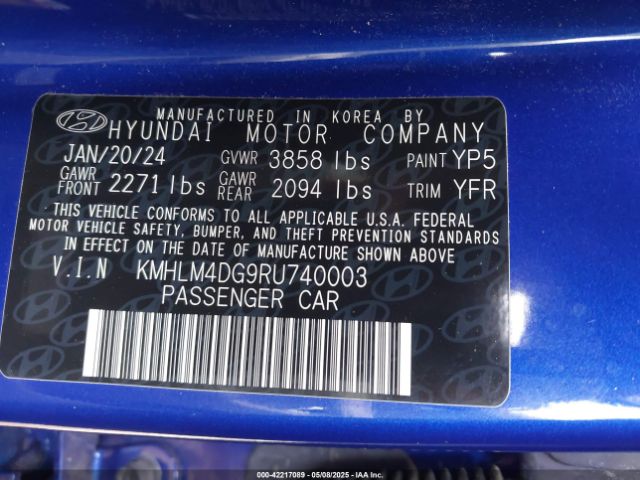 MANUFACTURED IN KOREA BY
HYUNDAI MOTOR COMPANY
JAN/20/24 GVWR 3858 lbs PAINT YP5
GAWR FRONT 2271 lbs GAWR REAR 2094 lbs TRIM YFR
THIS VEHICLE CONFORMS TO ALL APPLICABLE U.S.A. FEDERAL
MOTOR VEHICLE SAFETY, BUMPER, AND THEFT PREVENTION STANDARDS
IN EFFECT ON THE DATE OF MANUFACTURE SHOWN ABOVE
V.I.N KMHLM4DG9RU740003
PASSENGER CAR
000-42217089 - 05/08/2025 - IAAI.COM